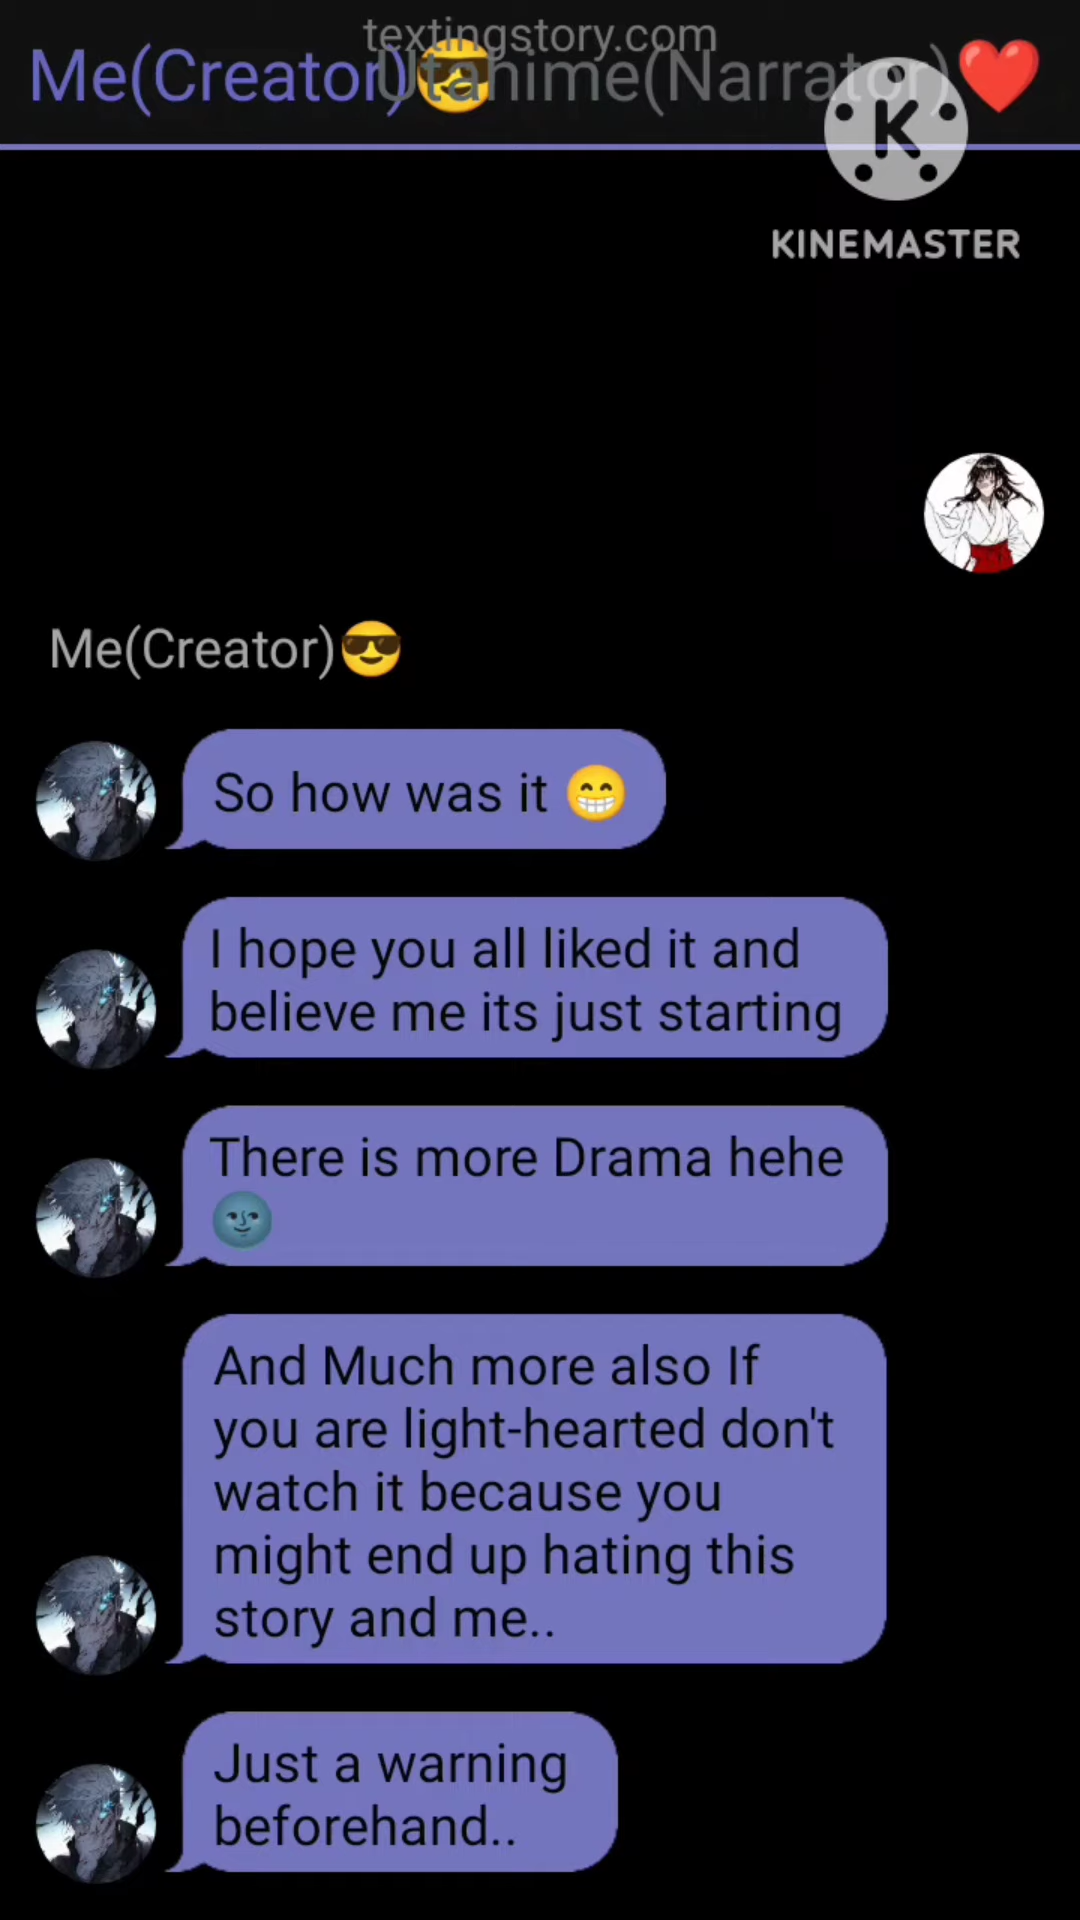 textingstory.com
Me(Creator)😎 Utahime(Narrator)❤️
K
KINEMASTER
Me(Creator)😎
So how was it 😁
I hope you all liked it and
believe me its just starting
There is more Drama hehe
🌚
And Much more also If
you are light-hearted don't
watch it because you
might end up hating this
story and me..
Just a warning
beforehand..